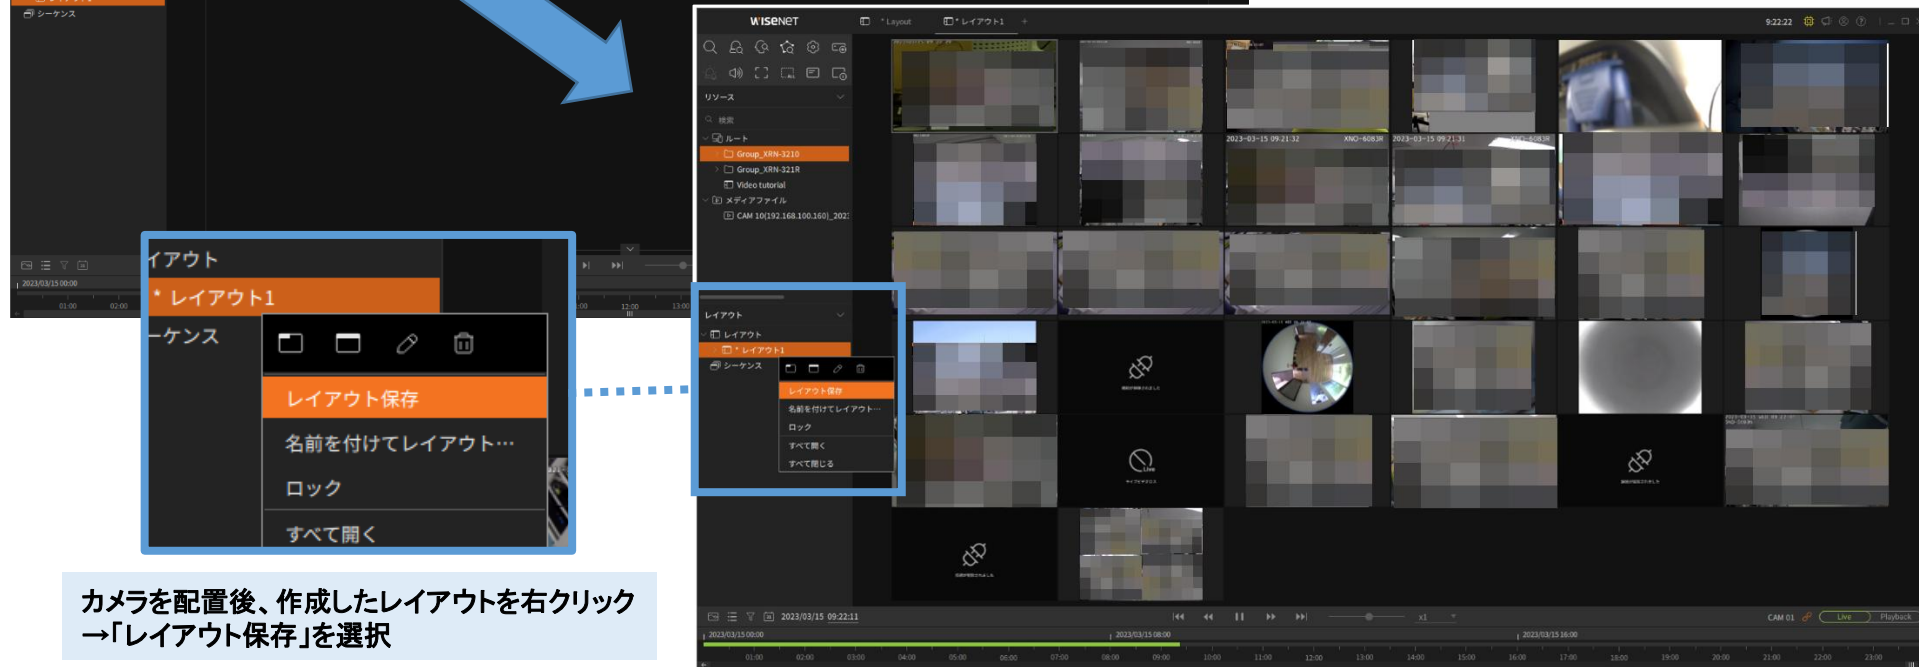 シーケンス
WISENET
* Layout
* レイアウト1
+
9:22:22
リソース
検索
ルート
Group_XRN-3210
Group_XRN-321R
Video tutorial
メディアファイル
CAM 10(192.168.100.160)_202
2023-03-15 09:21:32
XNO-6083R
2023-03-15 09:21:31
XNO-6083R
イアウト
* レイアウト1
ーケンス
レイアウト保存
名前を付けてレイアウト…
ロック
すべて開く
2023/03/15 00:00
01:00
02:00
12:00
13:00
レイアウト
レイアウト
* レイアウト1
シーケンス
レイアウト保存
名前を付けてレイアウト…
ロック
すべて開く
すべて閉じる
Live
カメラを配置後、作成したレイアウトを右クリック
→「レイアウト保存」を選択
2023/03/15 09:22:11
x1
CAM 01
Live
Playback
2023/03/15 00:00
2023/03/15 08:00
2023/03/15 16:00
01:00
02:00
03:00
04:00
05:00
06:00
07:00
08:00
09:00
10:00
11:00
12:00
13:00
14:00
15:00
16:00
17:00
18:00
19:00
20:00
21:00
22:00
23:00